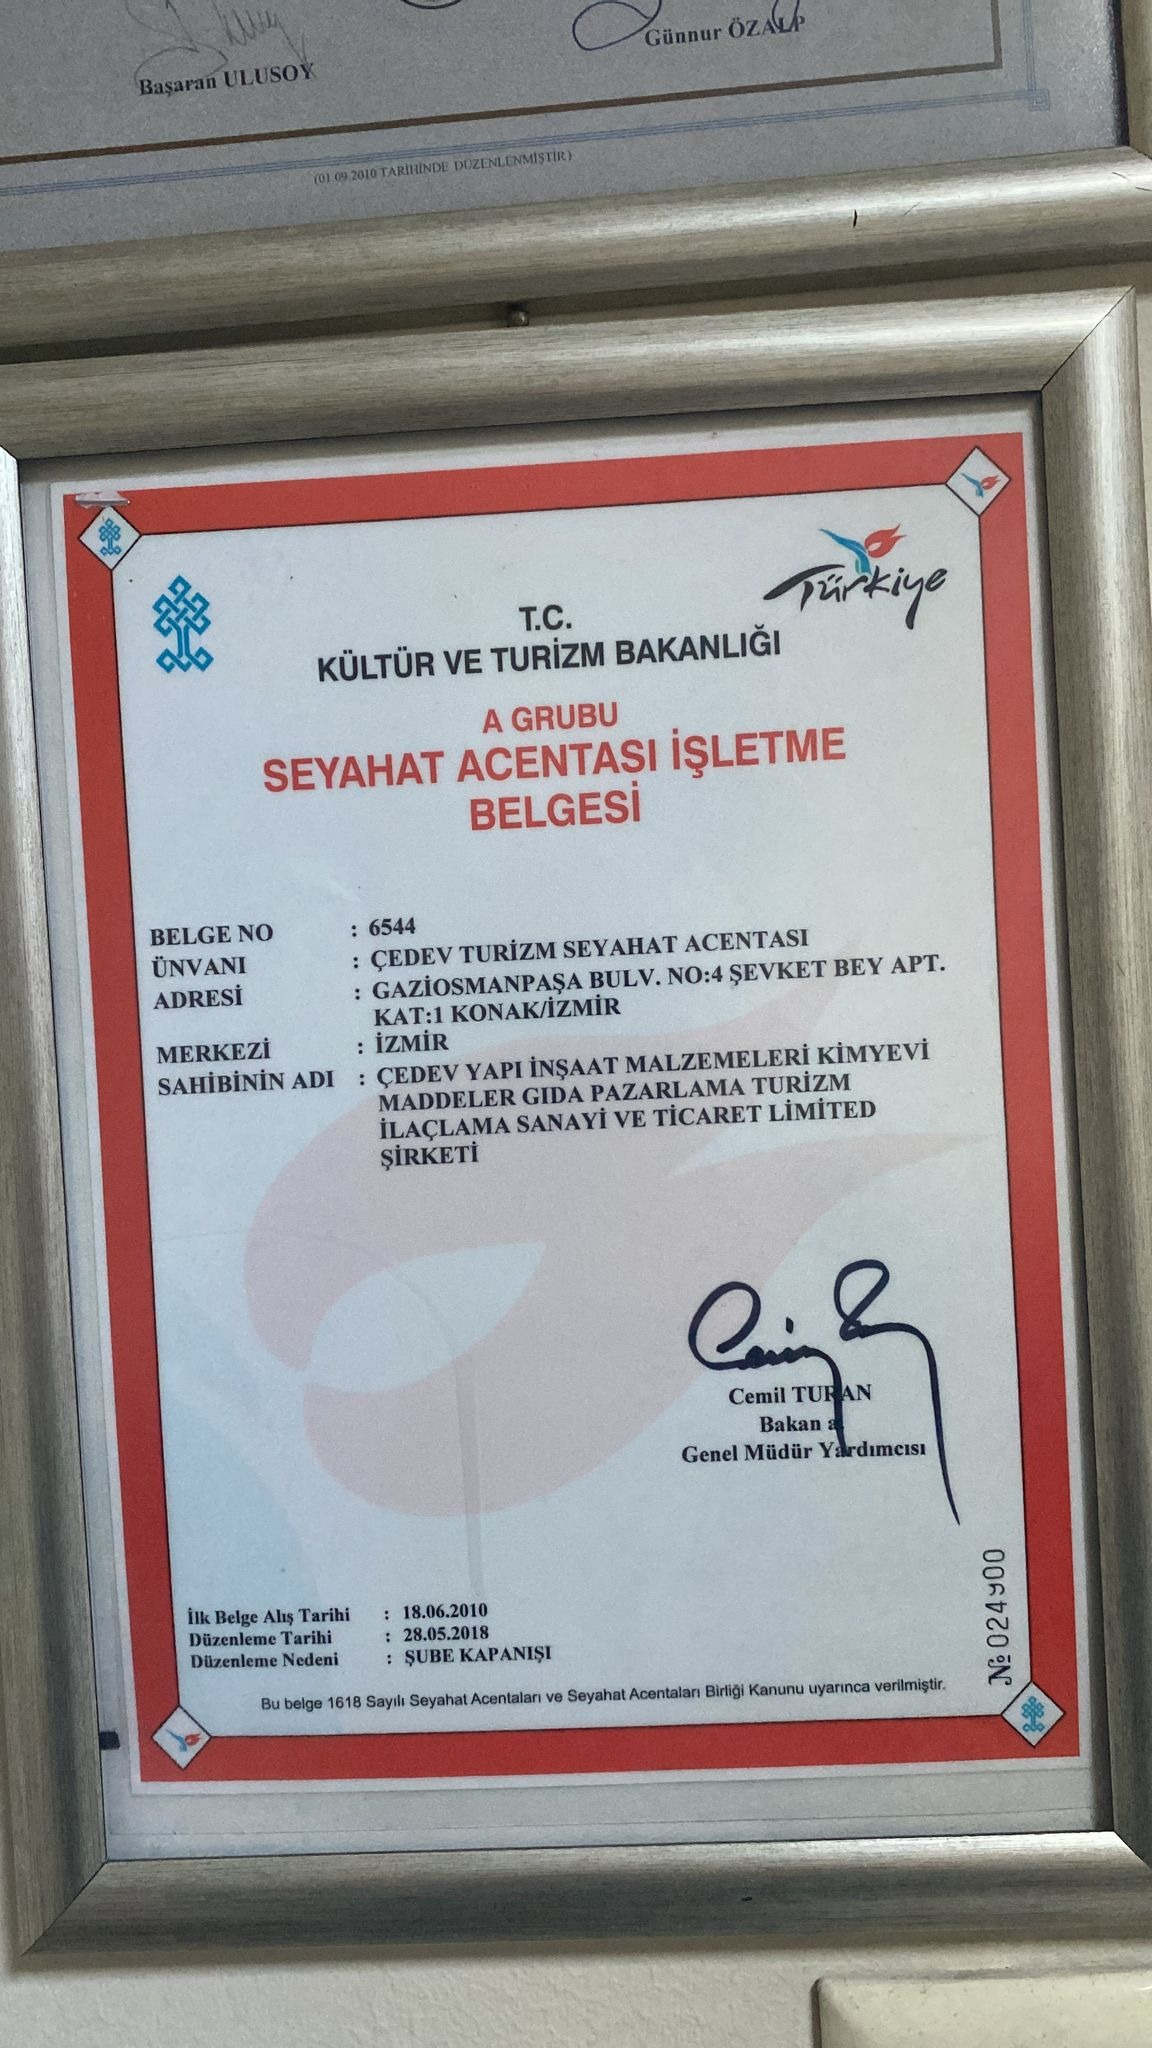 Başaran ULUSOY
Günnur ÖZALP
(01.09.2010 TARİHİNDE DÜZENLENMİŞTİR)
Türkiye
T.C.
KÜLTÜR VE TURİZM BAKANLIĞI
A GRUBU
SEYAHAT ACENTASI İŞLETME
BELGESİ
BELGE NO : 6544
ÜNVANI : ÇEDEV TURİZM SEYAHAT ACENTASI
ADRESİ : GAZİOSMANPAŞA BULV. NO:4 ŞEVKET BEY APT.
KAT:1 KONAK/İZMİR
MERKEZİ : İZMİR
SAHİBİNİN ADI : ÇEDEV YAPI İNŞAAT MALZEMELERİ KİMYEVİ
MADDELER GIDA PAZARLAMA TURİZM
İLAÇLAMA SANAYİ VE TİCARET LİMİTED
ŞİRKETİ
Cemil TURAN
Bakan a.
Genel Müdür Yardımcısı
İlk Belge Alış Tarihi : 18.06.2010
Düzenleme Tarihi : 28.05.2018
Düzenleme Nedeni : ŞUBE KAPANIŞI
№ 024900
Bu belge 1618 Sayılı Seyahat Acentaları ve Seyahat Acentaları Birliği Kanunu uyarınca verilmiştir.